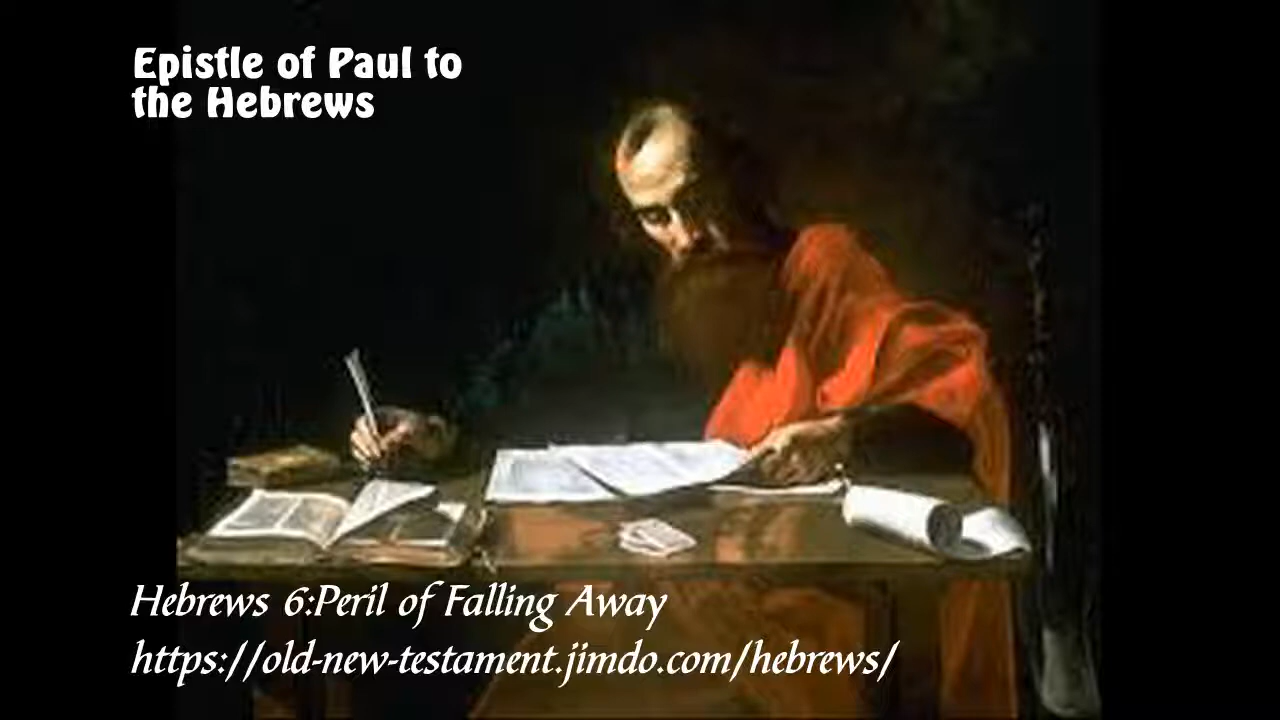 Epistle of Paul to
the Hebrews
Hebrews 6:Peril of Falling Away
https://old-new-testament.jimdo.com/hebrews/